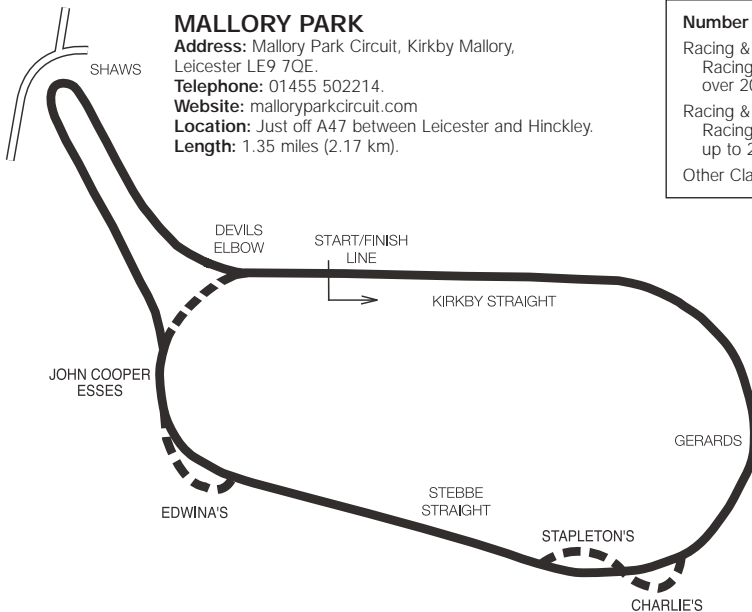 MALLORY PARK
Address: Mallory Park Circuit, Kirkby Mallory,
Leicester LE9 7QE.
Telephone: 01455 502214.
Website: malloryparkcircuit.com
Location: Just off A47 between Leicester and Hinckley.
Length: 1.35 miles (2.17 km).
Number
Racing &
Racing
over 20
Racing &
Racing
up to 2
Other Cla
SHAWS
DEVILS
ELBOW
START/FINISH
LINE
KIRKBY STRAIGHT
JOHN COOPER
ESSES
GERARDS
EDWINA'S
STEBBE
STRAIGHT
STAPLETON'S
CHARLIE'S